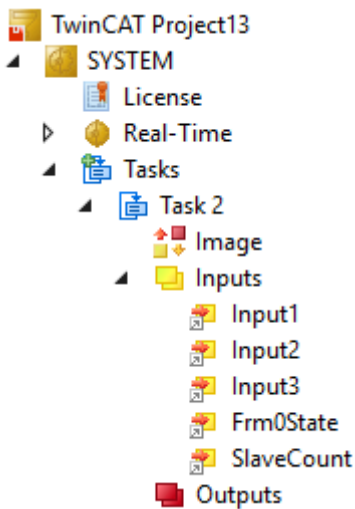 TwinCAT Project13
SYSTEM
License
Real-Time
Tasks
Task 2
Image
Inputs
Input1
Input2
Input3
Frm0State
SlaveCount
Outputs